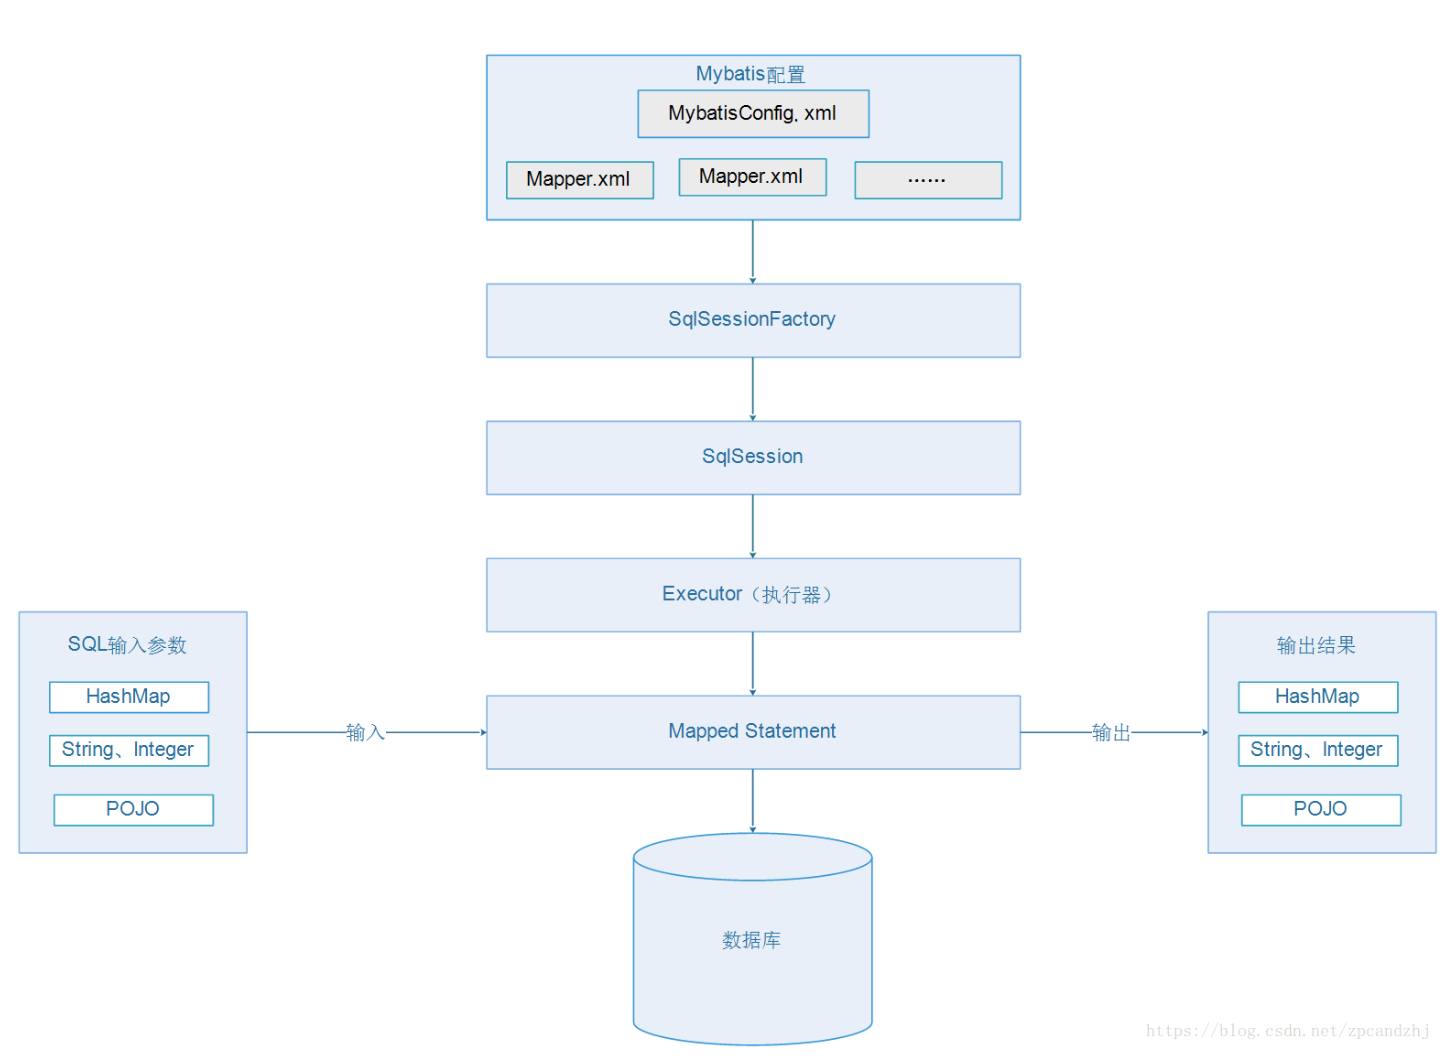 Mybatis配置
MybatisConfig. xml
Mapper.xml
Mapper.xml
······
SqlSessionFactory
SqlSession
Executor（执行器）
SQL输入参数
HashMap
String、Integer
POJO
输入
Mapped Statement
输出
输出结果
HashMap
String、Integer
POJO
数据库
https://blog.csdn.net/zpcandzhj